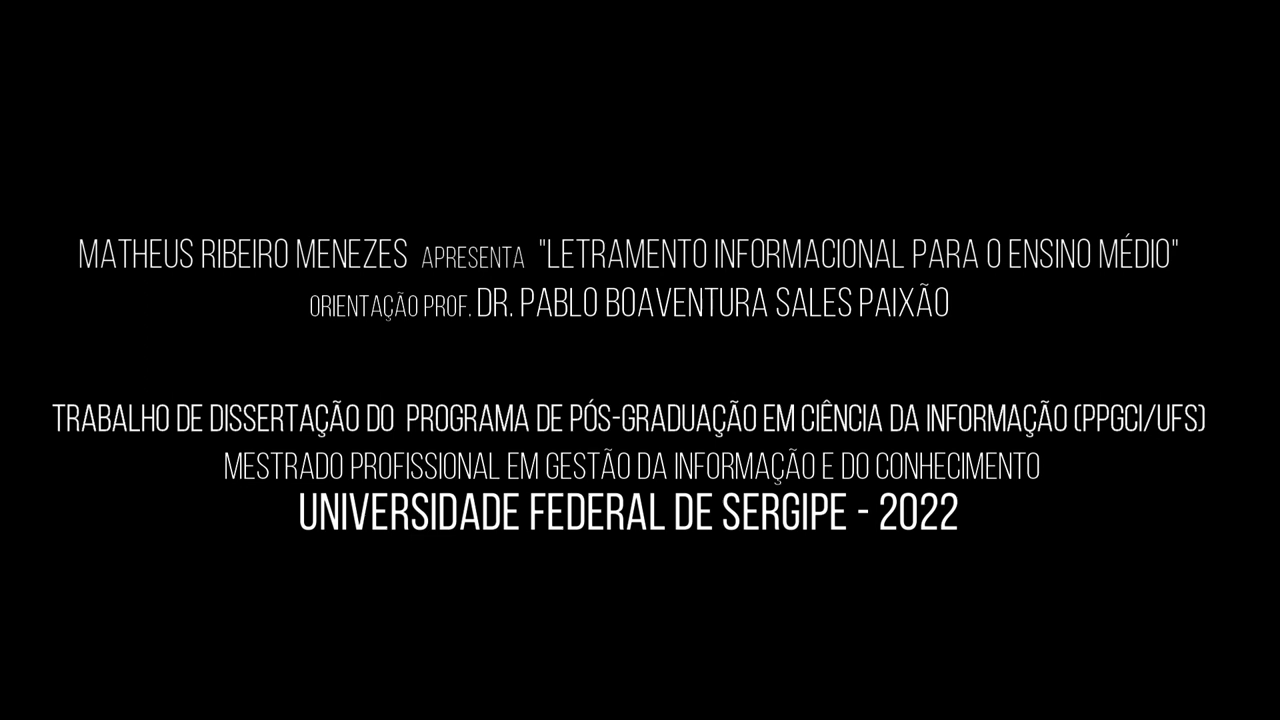 MATHEUS RIBEIRO MENEZES APRESENTA "LETRAMENTO INFORMACIONAL PARA O ENSINO MÉDIO"
ORIENTAÇÃO PROF. DR. PABLO BOAVENTURA SALES PAIXÃO
TRABALHO DE DISSERTAÇÃO DO PROGRAMA DE PÓS-GRADUAÇÃO EM CIÊNCIA DA INFORMAÇÃO (PPGCI/UFS)
MESTRADO PROFISSIONAL EM GESTÃO DA INFORMAÇÃO E DO CONHECIMENTO
UNIVERSIDADE FEDERAL DE SERGIPE - 2022